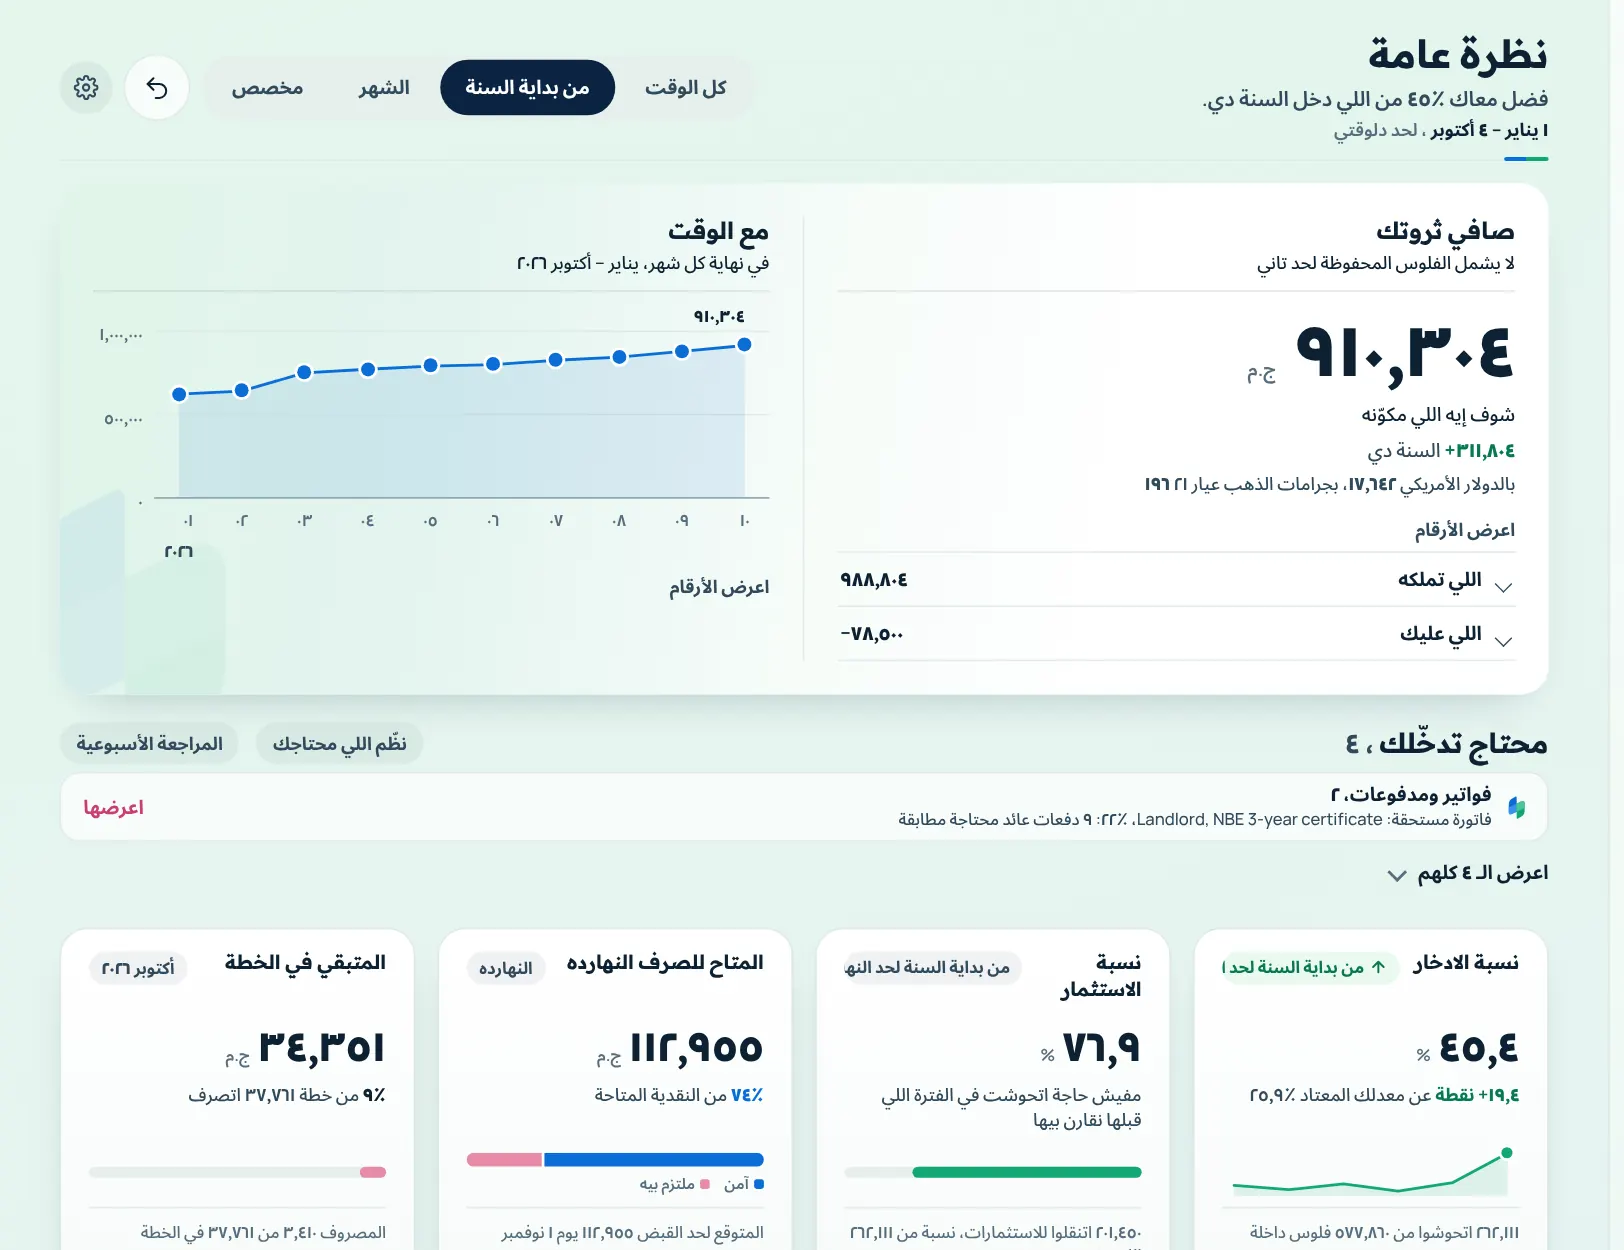 نظرة عامة
فضل معاك ٤٥٪ من اللي دخل السنة دي.
١ يناير – ٤ أكتوبر ، لحد دلوقتي
كل الوقت
من بداية السنة
الشهر
مخصص
صافي ثروتك
لا يشمل الفلوس المحفوظة لحد تاني
٩١٠,٣٠٤ ج.م
شوف إيه اللي مكوّنه
+٣١١,٨٠٤ السنة دي
بالدولار الأمريكي ١٧,٦٤٢، بجرامات الذهب عيار ٢١ ١٩٦
اعرض الأرقام
اللي تملكه ٩٨٨,٨٠٤
اللي عليك −٧٨,٥٠٠
مع الوقت
في نهاية كل شهر، يناير – أكتوبر ٢٠٢٦
٩١٠,٣٠٤
١,٠٠٠,٠٠٠
٥٠٠,٠٠٠
٠
٠١ ٠٢ ٠٣ ٠٤ ٠٥ ٠٦ ٠٧ ٠٨ ٠٩ ١٠
٢٠٢٦
اعرض الأرقام
محتاج تدخّلك ، ٤
نظّم اللي محتاجك
المراجعة الأسبوعية
فواتير ومدفوعات، ٢
فاتورة مستحقة: Landlord, NBE 3-year certificate، ٢٢٪: ٩ دفعات عائد محتاجة مطابقة
اعرضها
اعرض الـ ٤ كلهم
نسبة الادخار
↑ من بداية السنة لحد ا
٤٥,٤ %
+١٩,٤ نقطة عن معدلك المعتاد ٢٥,٩٪
٢٦٢,١١١ اتحوشوا من ٥٧٧,٨٦٠ فلوس داخلة
نسبة
الاستثمار
من بداية السنة لحد النه
٧٦,٩ %
مفيش حاجة اتحوشت في الفترة اللي
قبلها نقارن بيها
٢٠١,٤٥٠ اتنقلوا للاستثمارات، نسبة من ٢٦٢,١١١
المتاح للصرف النهارده
النهارده
١١٢,٩٥٥ ج.م
٧٤٪ من النقدية المتاحة
آمن
ملتزم بيه
المتوقع لحد القبض ١١٢,٩٥٥ يوم ١ نوفمبر
المتبقي في الخطة
أكتوبر ٢٠٢٦
٣٤,٣٥١ ج.م
٩٪ من خطة ٣٧,٧٦١ اتصرف
المصروف ٣,٤١٠ من ٣٧,٧٦١ في الخطة